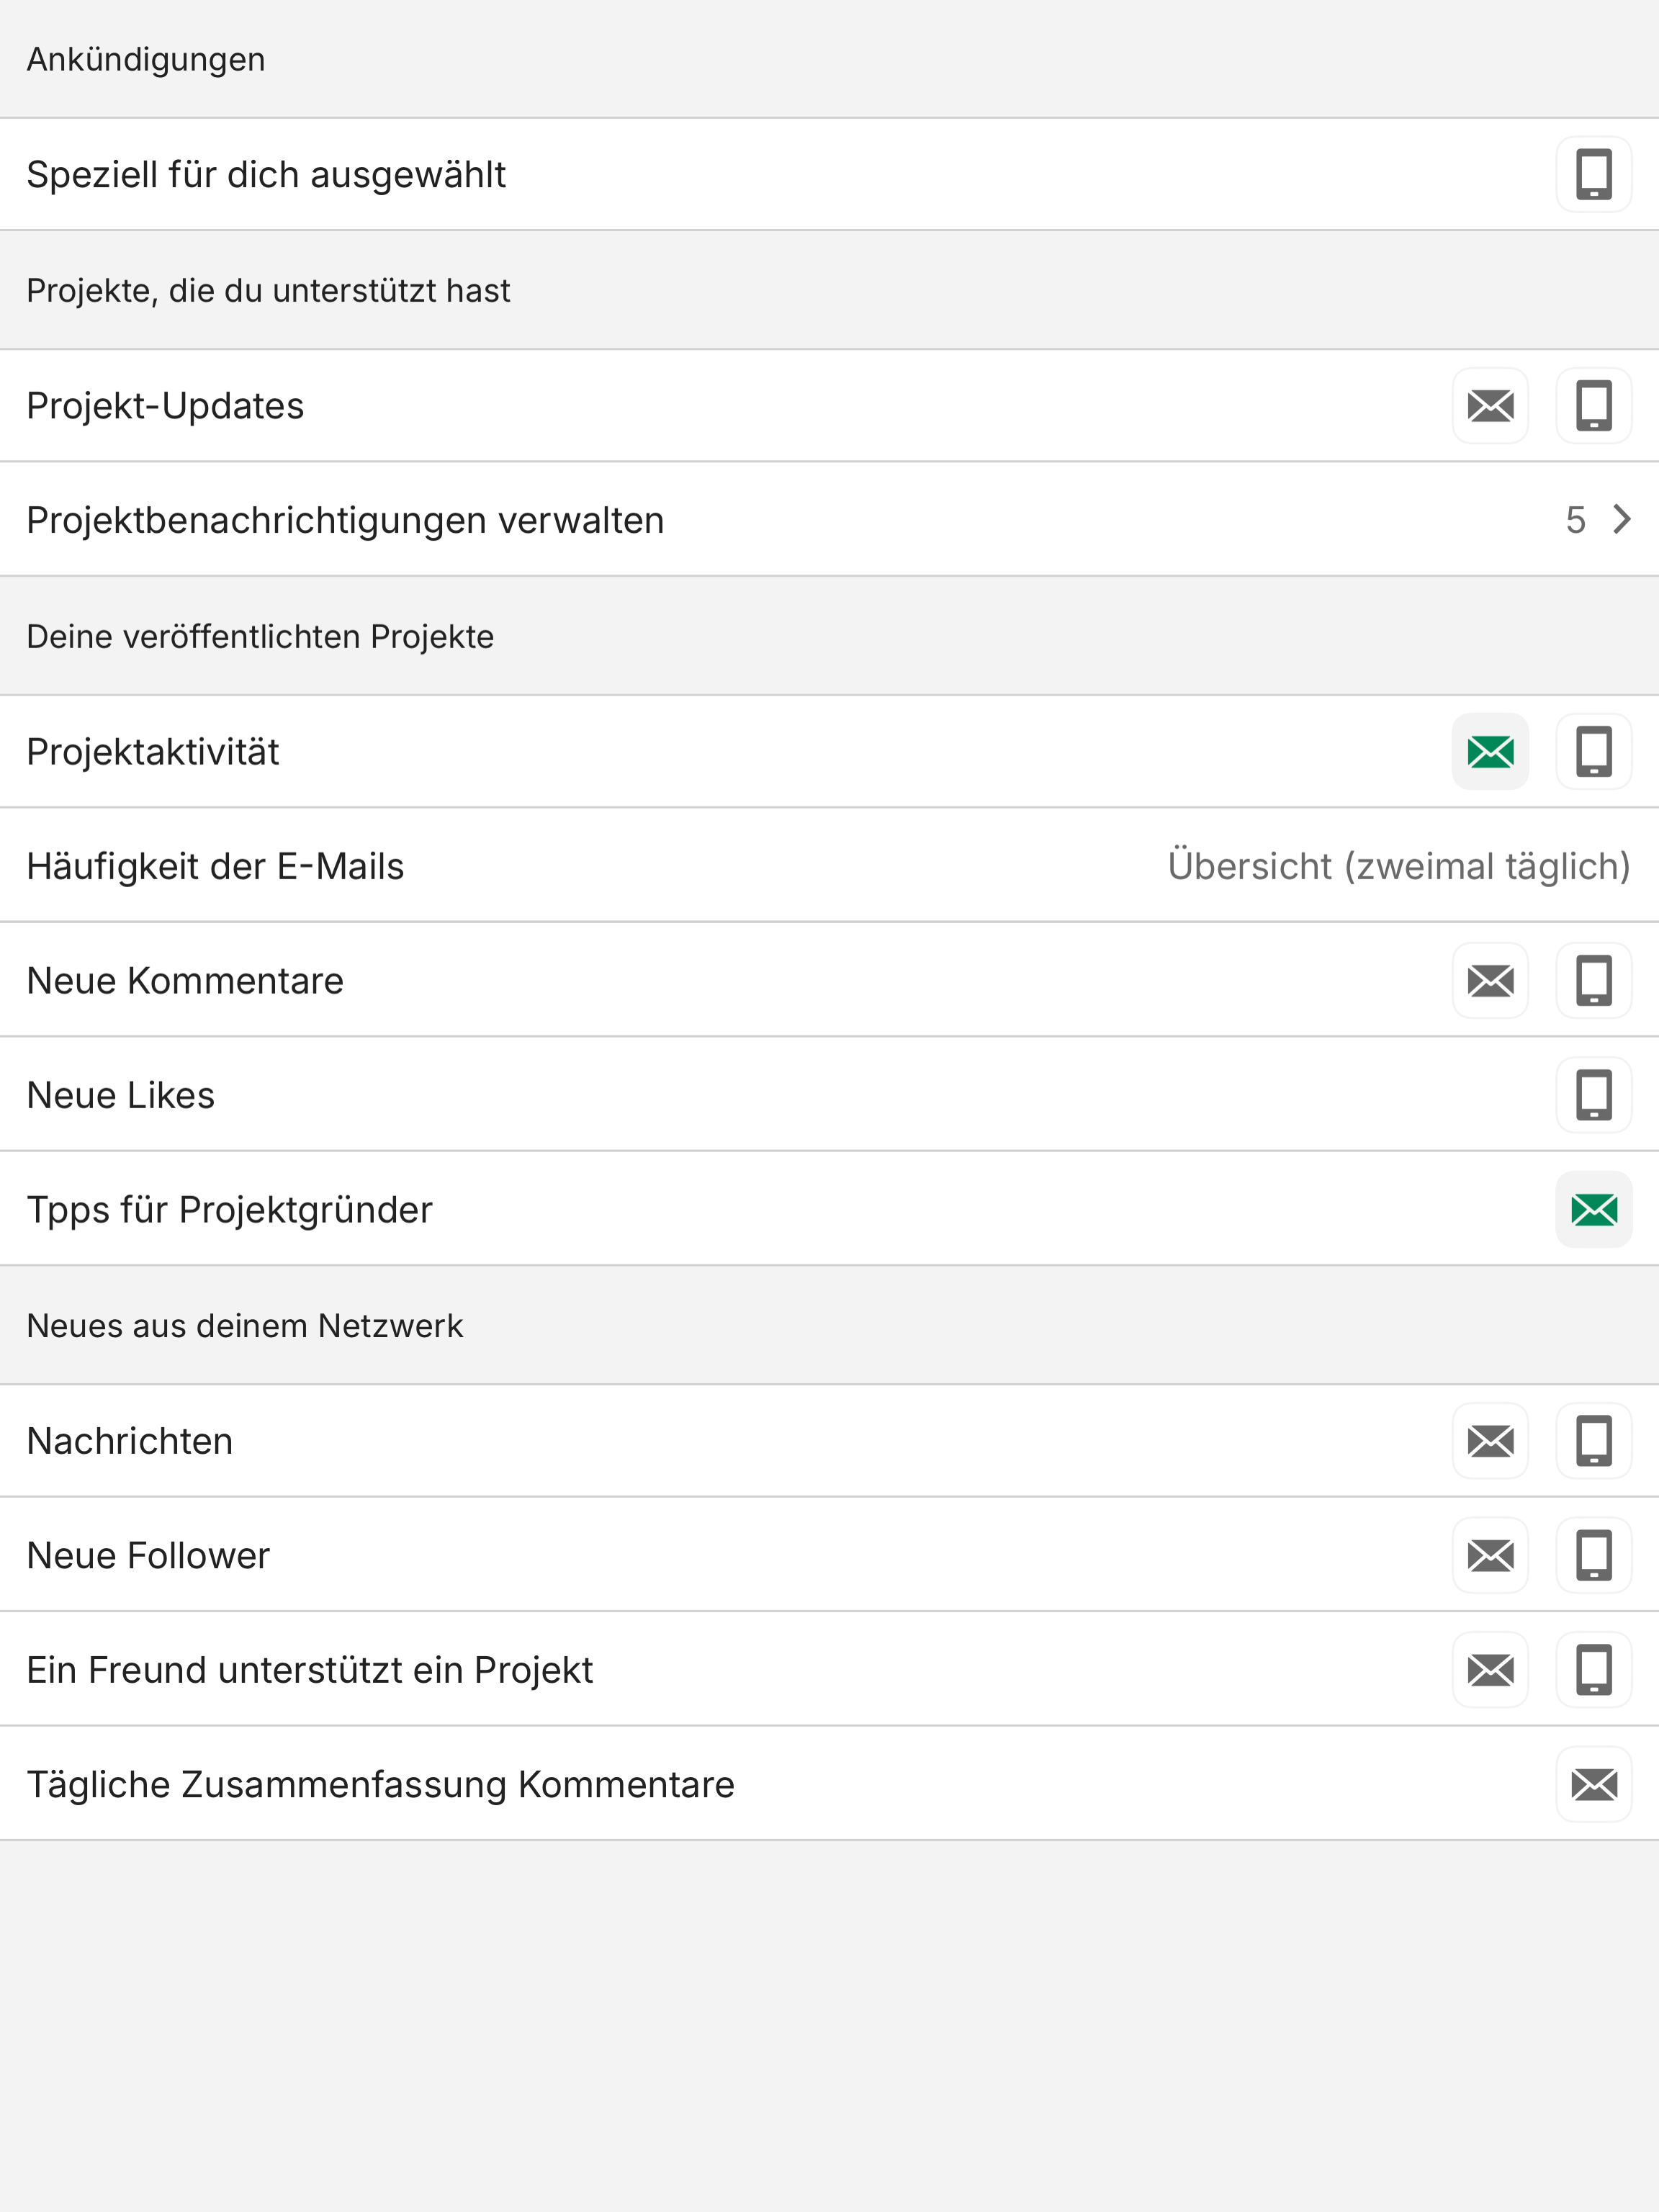 Ankündigungen
Speziell für dich ausgewählt
Projekte, die du unterstützt hast
Projekt-Updates
Projektbenachrichtigungen verwalten 5
Deine veröffentlichten Projekte
Projektaktivität
Häufigkeit der E-Mails Übersicht (zweimal täglich)
Neue Kommentare
Neue Likes
Tpps für Projektgründer
Neues aus deinem Netzwerk
Nachrichten
Neue Follower
Ein Freund unterstützt ein Projekt
Tägliche Zusammenfassung Kommentare